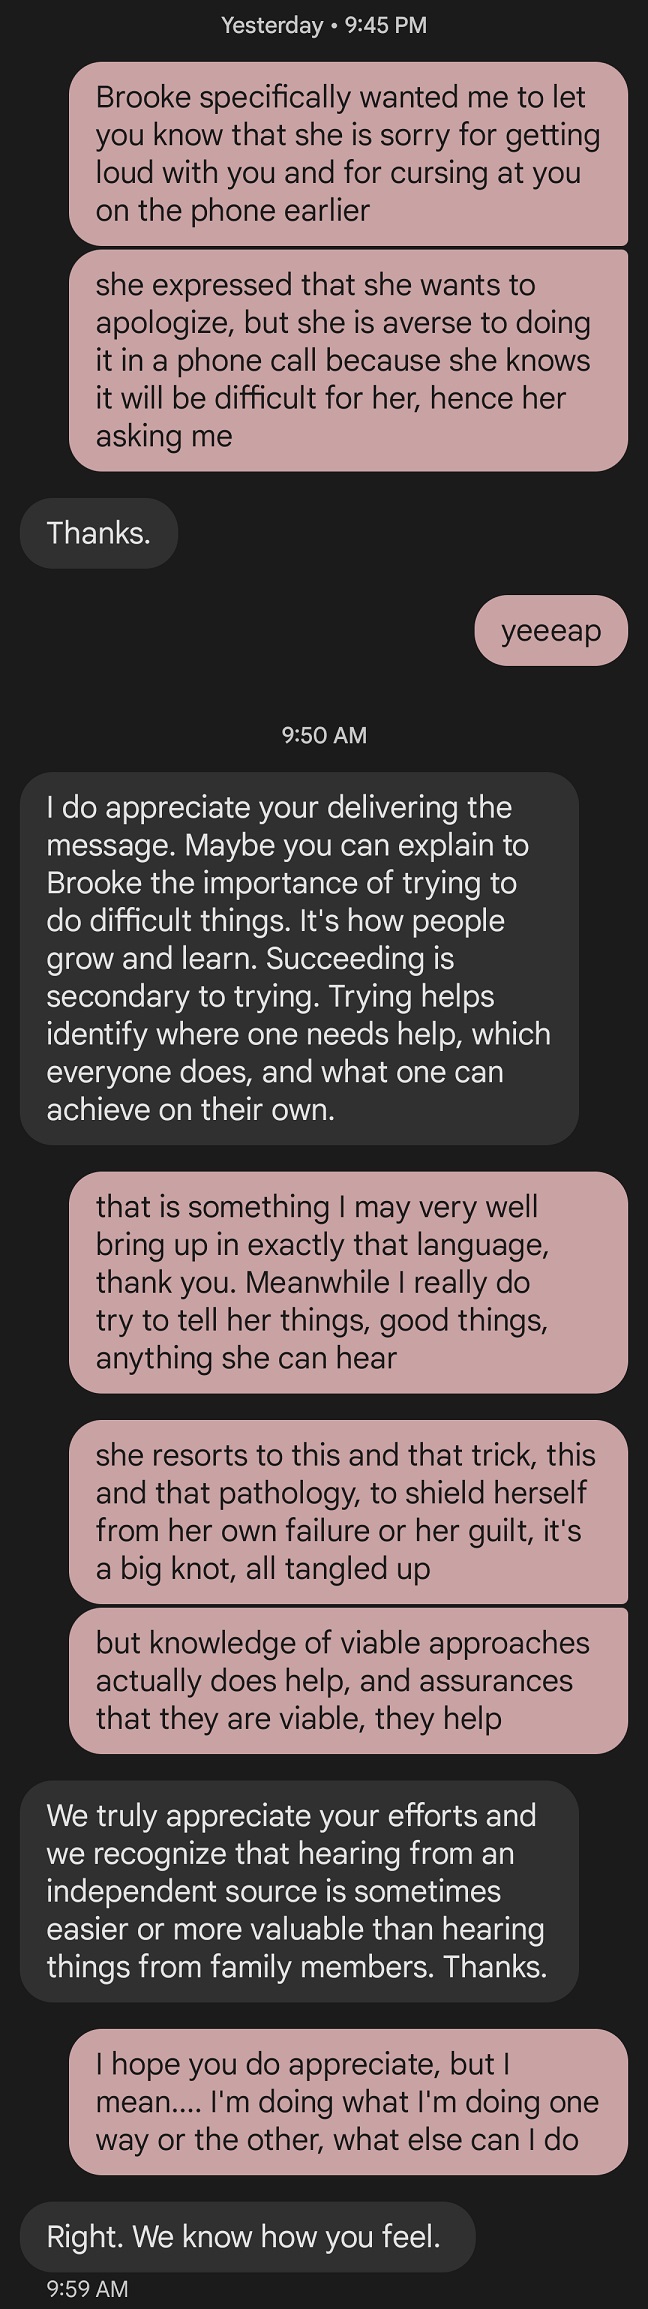 Yesterday • 9:45 PM
Brooke specifically wanted me to let
you know that she is sorry for getting
loud with you and for cursing at you
on the phone earlier
she expressed that she wants to
apologize, but she is averse to doing
it in a phone call because she knows
it will be difficult for her, hence her
asking me
Thanks.
yeeeap
9:50 AM
I do appreciate your delivering the
message. Maybe you can explain to
Brooke the importance of trying to
do difficult things. It's how people
grow and learn. Succeeding is
secondary to trying. Trying helps
identify where one needs help, which
everyone does, and what one can
achieve on their own.
that is something I may very well
bring up in exactly that language,
thank you. Meanwhile I really do
try to tell her things, good things,
anything she can hear
she resorts to this and that trick, this
and that pathology, to shield herself
from her own failure or her guilt, it's
a big knot, all tangled up
but knowledge of viable approaches
actually does help, and assurances
that they are viable, they help
We truly appreciate your efforts and
we recognize that hearing from an
independent source is sometimes
easier or more valuable than hearing
things from family members. Thanks.
I hope you do appreciate, but I
mean.... I'm doing what I'm doing one
way or the other, what else can I do
Right. We know how you feel.
9:59 AM